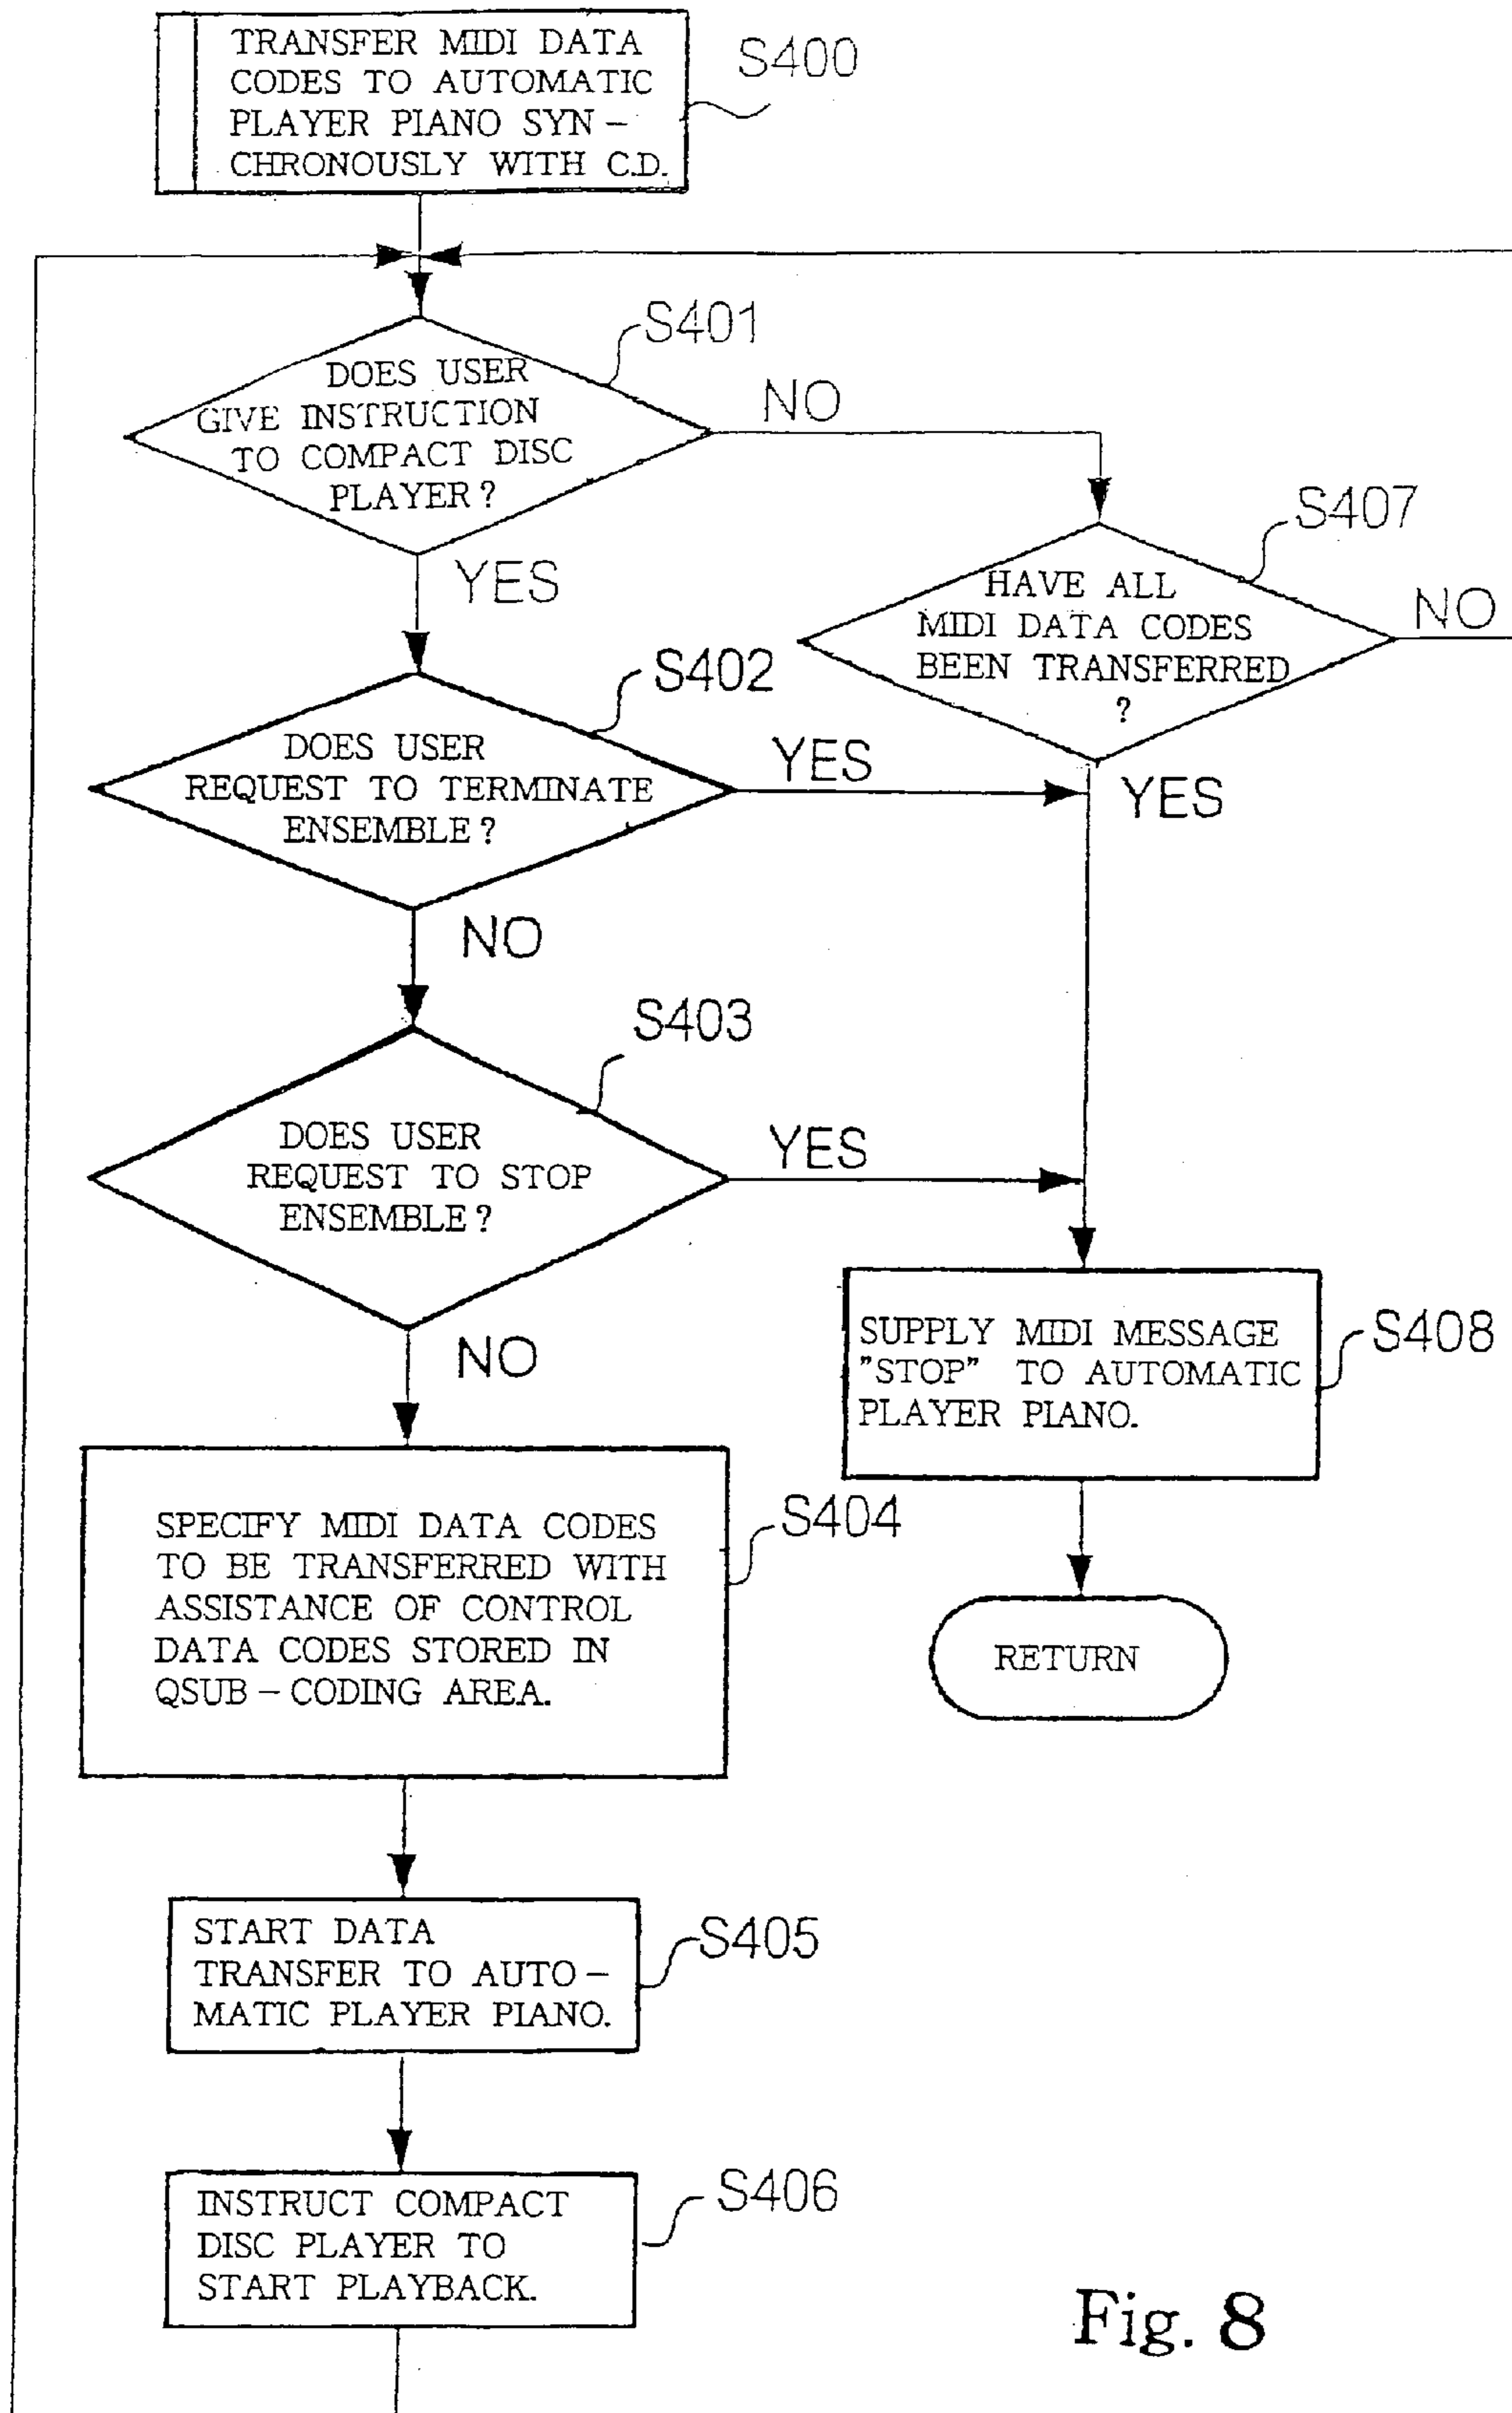 TRANSFER MIDI DATA
CODES TO AUTOMATIC
PLAYER PIANO SYN-
CHRONOUSLY WITH C.D.
S400
S401
DOES USER
GIVE INSTRUCTION
TO COMPACT DISC
PLAYER?
NO
YES
S407
HAVE ALL
MIDI DATA CODES
BEEN TRANSFERRED
?
NO
YES
S402
DOES USER
REQUEST TO TERMINATE
ENSEMBLE?
YES
NO
S403
DOES USER
REQUEST TO STOP
ENSEMBLE?
YES
NO
SUPPLY MIDI MESSAGE
"STOP" TO AUTOMATIC
PLAYER PIANO.
S408
SPECIFY MIDI DATA CODES
TO BE TRANSFERRED WITH
ASSISTANCE OF CONTROL
DATA CODES STORED IN
QSUB-CODING AREA.
S404
RETURN
START DATA
TRANSFER TO AUTO-
MATIC PLAYER PIANO.
S405
INSTRUCT COMPACT
DISC PLAYER TO
START PLAYBACK.
S406
Fig. 8